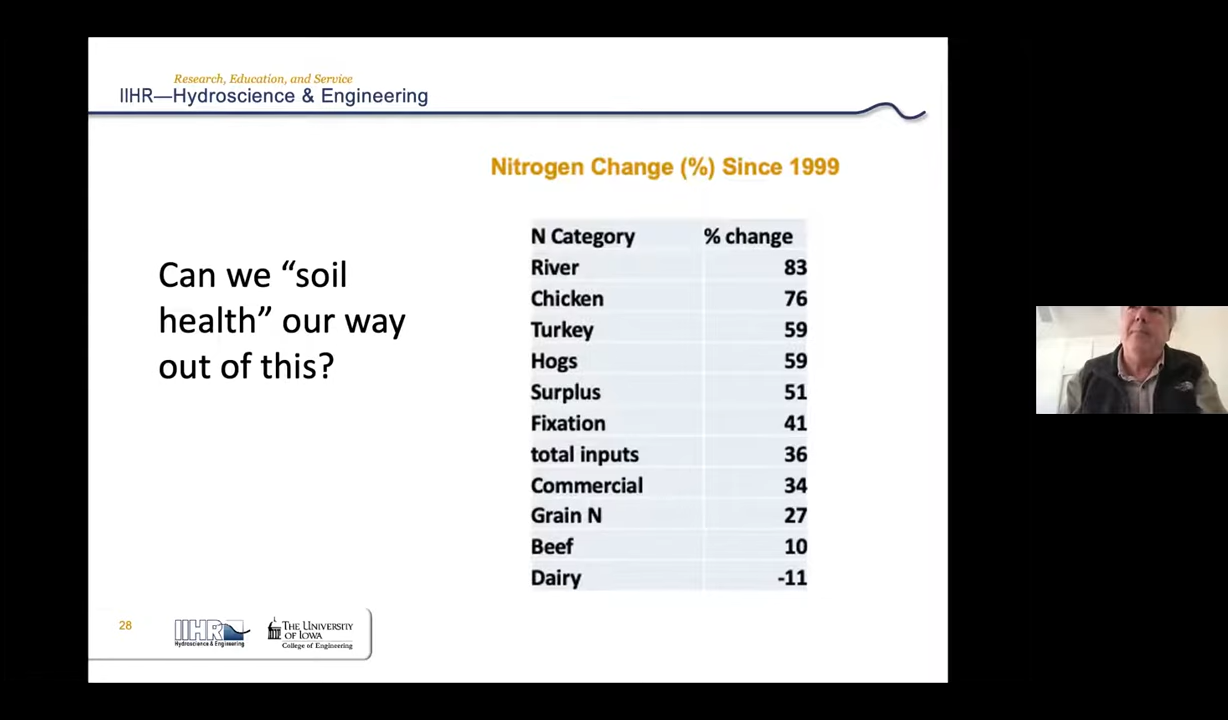 Research, Education, and Service
IIHR—Hydroscience & Engineering
Nitrogen Change (%) Since 1999
Can we “soil
health” our way
out of this?
N Category % change
River 83
Chicken 76
Turkey 59
Hogs 59
Surplus 51
Fixation 41
total inputs 36
Commercial 34
Grain N 27
Beef 10
Dairy -11
28
IIHR
Hydroscience & Engineering
THE UNIVERSITY
OF IOWA
College of Engineering